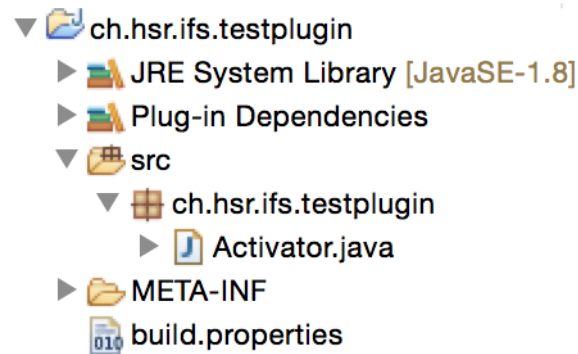 ch.hsr.ifs.testplugin
JRE System Library [JavaSE-1.8]
Plug-in Dependencies
src
ch.hsr.ifs.testplugin
J Activator.java
META-INF
010 build.properties